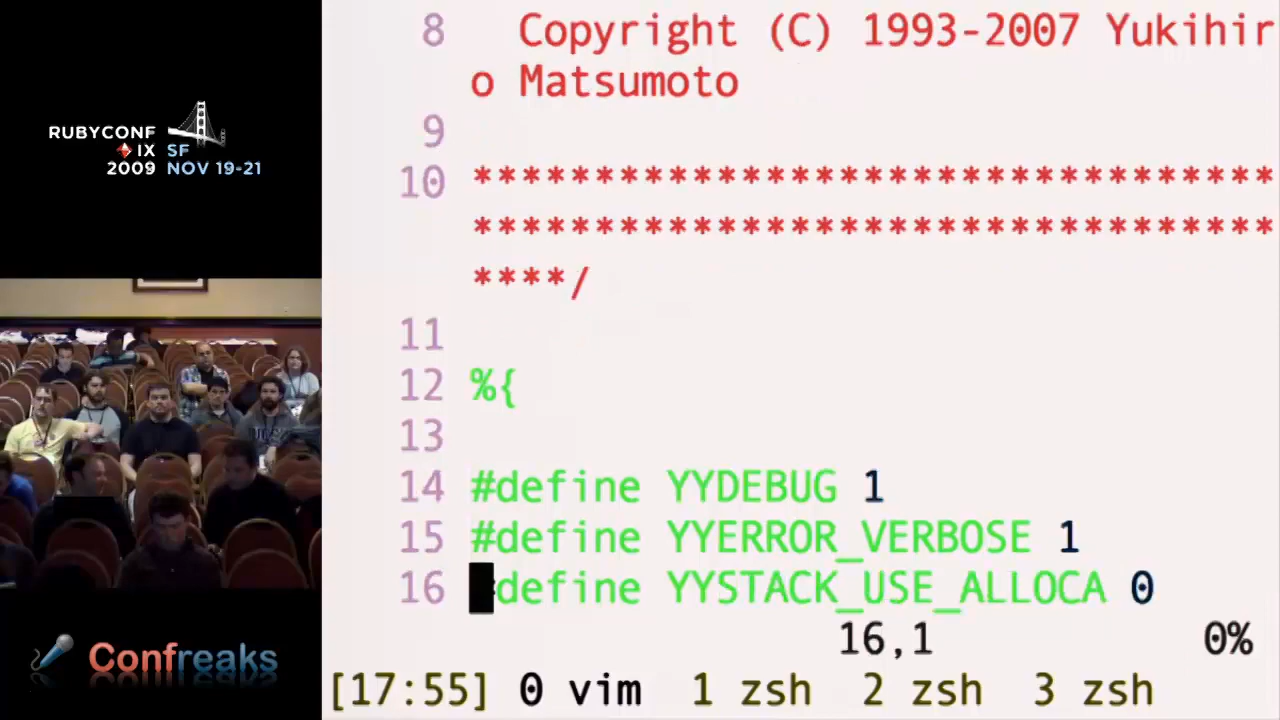 RUBYCONF
IX SF
2009 NOV 19-21
8 Copyright (C) 1993-2007 Yukihir
o Matsumoto
9
10 *********************************
*********************************
****/
11
12 %{
13
14 #define YYDEBUG 1
15 #define YYERROR_VERBOSE 1
16 #define YYSTACK_USE_ALLOCA 0
16,1 0%
[17:55] 0 vim 1 zsh 2 zsh 3 zsh
Confreaks